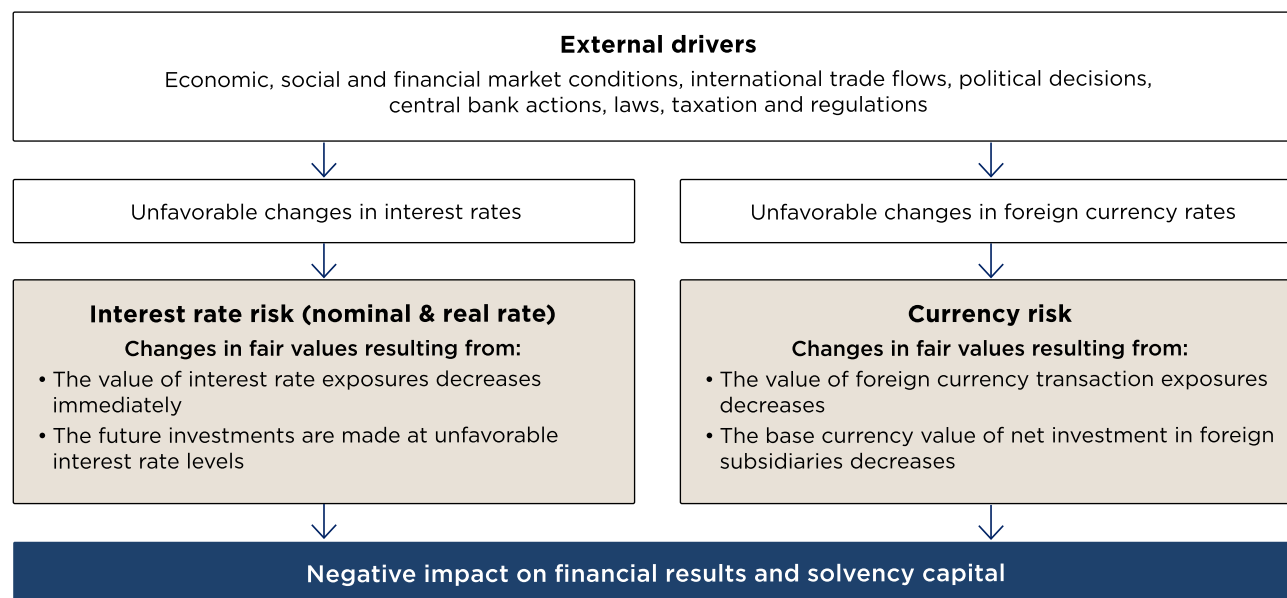 External drivers
Economic, social and financial market conditions, international trade flows, political decisions,
central bank actions, laws, taxation and regulations
Unfavorable changes in interest rates
Unfavorable changes in foreign currency rates
Interest rate risk (nominal & real rate)
Changes in fair values resulting from:
• The value of interest rate exposures decreases
immediately
• The future investments are made at unfavorable
interest rate levels
Currency risk
Changes in fair values resulting from:
• The value of foreign currency transaction exposures
decreases
• The base currency value of net investment in foreign
subsidiaries decreases
Negative impact on financial results and solvency capital